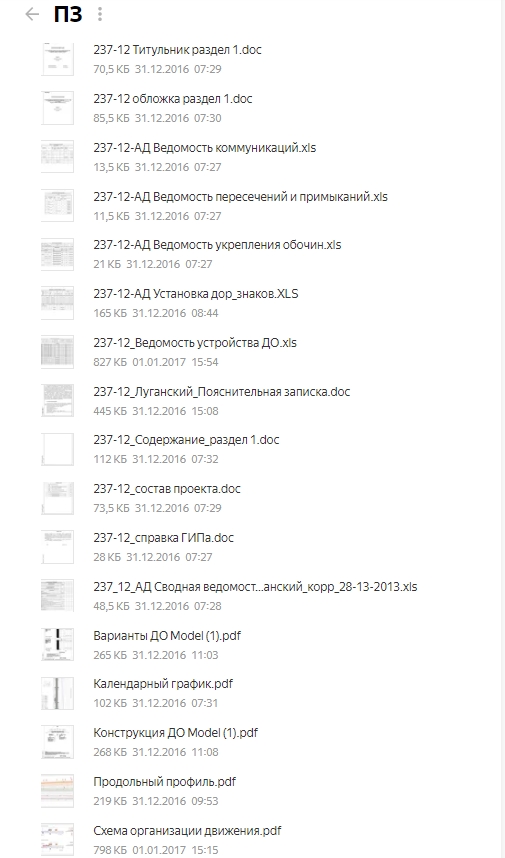 ПЗ
237-12 Титульник раздел 1.doc
70,5 КБ 31.12.2016 07:29
237-12 обложка раздел 1.doc
85,5 КБ 31.12.2016 07:30
237-12-АД Ведомость коммуникаций.xls
13,5 КБ 31.12.2016 07:27
237-12-АД Ведомость пересечений и примыканий.xls
11,5 КБ 31.12.2016 07:27
237-12-АД Ведомость укрепления обочин.xls
21 КБ 31.12.2016 07:27
237-12-АД Установка дор_знаков.XLS
165 КБ 31.12.2016 08:44
237-12_Ведомость устройства ДО.xls
827 КБ 01.01.2017 15:54
237-12_Луганский_Пояснительная записка.doc
445 КБ 31.12.2016 15:08
237-12_Содержание_раздел 1.doc
112 КБ 31.12.2016 07:32
237-12_состав проекта.doc
73,5 КБ 31.12.2016 07:29
237-12_справка ГИПа.doc
28 КБ 31.12.2016 07:27
237_12_АД Сводная ведомост...анский_корр_28-13-2013.xls
48,5 КБ 31.12.2016 07:28
Варианты ДО Model (1).pdf
265 КБ 31.12.2016 11:03
Календарный график.pdf
102 КБ 31.12.2016 07:31
Конструкция ДО Model (1).pdf
268 КБ 31.12.2016 11:08
Продольный профиль.pdf
219 КБ 31.12.2016 09:53
Схема организации движения.pdf
798 КБ 01.01.2017 15:15